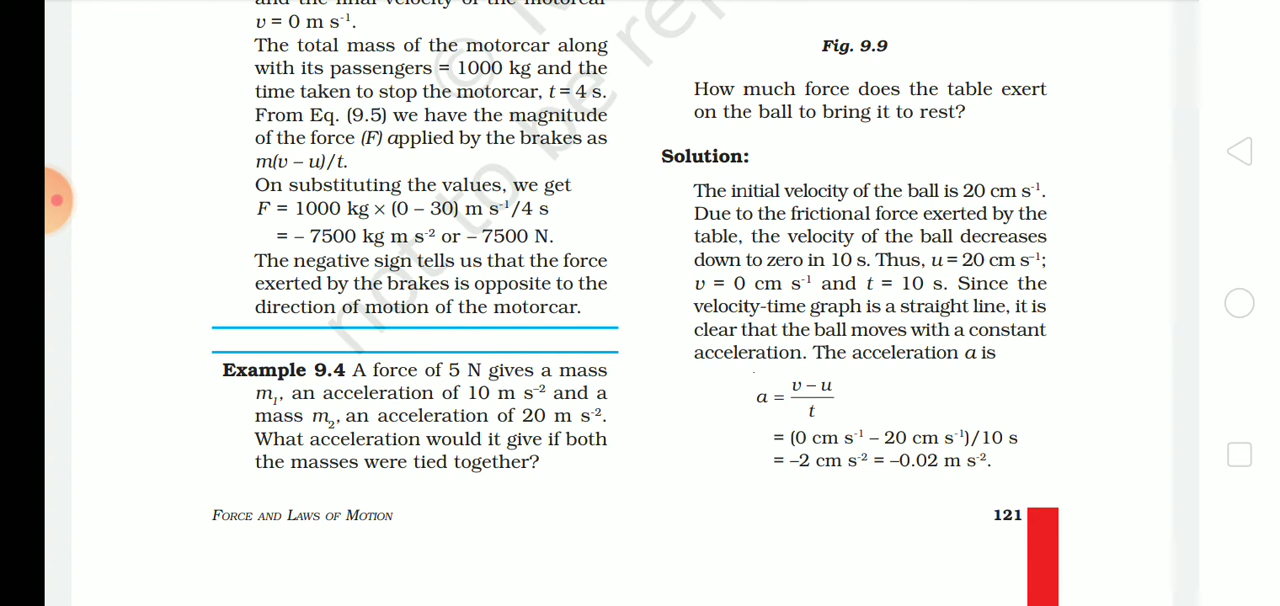 v = 0 m s⁻¹.
The total mass of the motorcar along
with its passengers = 1000 kg and the
time taken to stop the motorcar, t = 4 s.
From Eq. (9.5) we have the magnitude
of the force (F) applied by the brakes as
m(v – u)/t.
On substituting the values, we get
F = 1000 kg × (0 – 30) m s⁻¹/4 s
= – 7500 kg m s⁻² or – 7500 N.
The negative sign tells us that the force
exerted by the brakes is opposite to the
direction of motion of the motorcar.
Example 9.4 A force of 5 N gives a mass
m₁, an acceleration of 10 m s⁻² and a
mass m₂, an acceleration of 20 m s⁻².
What acceleration would it give if both
the masses were tied together?
Fig. 9.9
How much force does the table exert
on the ball to bring it to rest?
Solution:
The initial velocity of the ball is 20 cm s⁻¹.
Due to the frictional force exerted by the
table, the velocity of the ball decreases
down to zero in 10 s. Thus, u = 20 cm s⁻¹;
v = 0 cm s⁻¹ and t = 10 s. Since the
velocity-time graph is a straight line, it is
clear that the ball moves with a constant
acceleration. The acceleration a is
a = (v – u)/t
= (0 cm s⁻¹ – 20 cm s⁻¹)/10 s
= –2 cm s⁻² = –0.02 m s⁻².
FORCE AND LAWS OF MOTION
121
not to be re